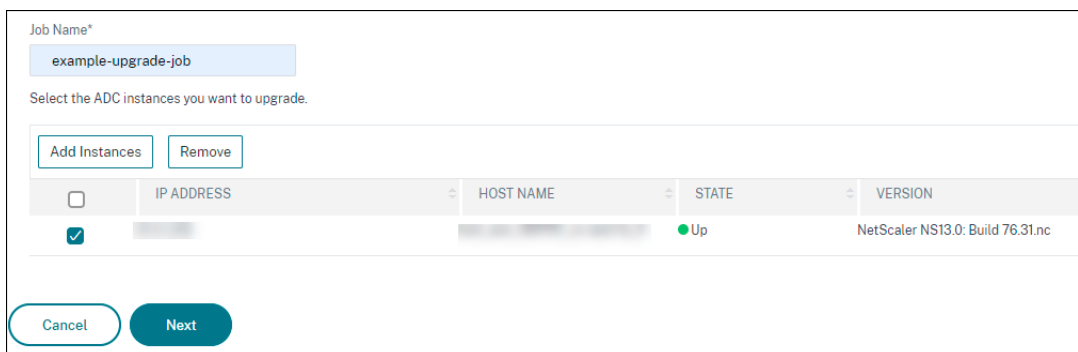 Job Name*
example-upgrade-job
Select the ADC instances you want to upgrade.
Add Instances Remove
IP ADDRESS HOST NAME STATE VERSION
Up NetScaler NS13.0: Build 76.31.nc
Cancel Next